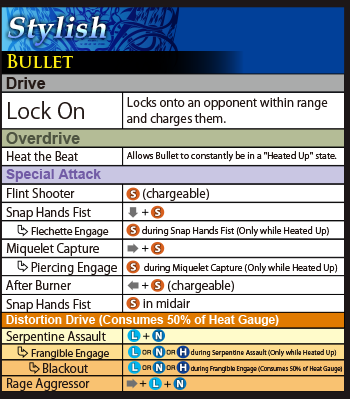 Stylish
BULLET
Drive
Lock On
Locks onto an opponent within range
and charges them.
Overdrive
Heat the Beat
Allows Bullet to constantly be in a "Heated Up" state.
Special Attack
Flint Shooter
S (chargeable)
Snap Hands Fist
⬇ + S
↳ Flechette Engage
S during Snap Hands Fist (Only while Heated Up)
Miquelet Capture
➡ + S
↳ Piercing Engage
S during Miquelet Capture (Only while Heated Up)
After Burner
⬅ + S (chargeable)
Snap Hands Fist
S in midair
Distortion Drive (Consumes 50% of Heat Gauge)
Serpentine Assault
L + N
↳ Frangible Engage
L OR N OR H during Serpentine Assault (Only while Heated Up)
↳ Blackout
L OR N OR H during Frangible Engage (Consumes 50% of Heat Gauge)
Rage Aggressor
➡ + L + N